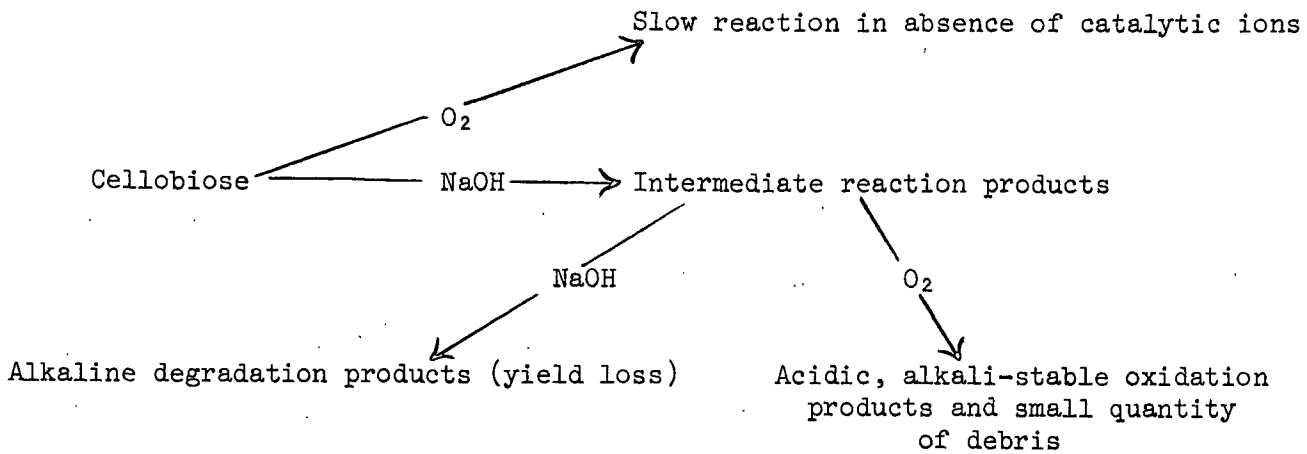 Slow reaction in absence of catalytic ions
O₂
Cellobiose NaOH Intermediate reaction products
NaOH O₂
Alkaline degradation products (yield loss)
Acidic, alkali-stable oxidation
products and small quantity
of debris